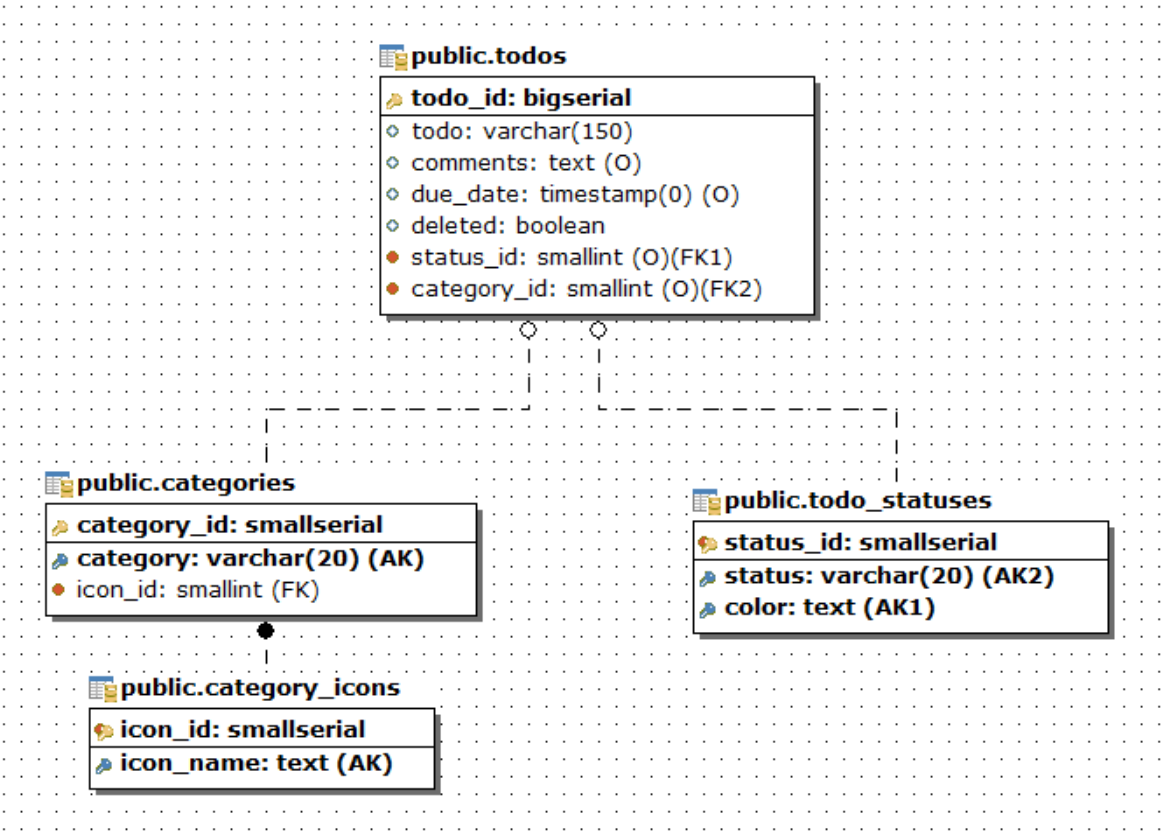 public.todos
todo_id: bigserial
todo: varchar(150)
comments: text (O)
due_date: timestamp(0) (O)
deleted: boolean
status_id: smallint (O)(FK1)
category_id: smallint (O)(FK2)
public.categories
category_id: smallserial
category: varchar(20) (AK)
icon_id: smallint (FK)
public.todo_statuses
status_id: smallserial
status: varchar(20) (AK2)
color: text (AK1)
public.category_icons
icon_id: smallserial
icon_name: text (AK)